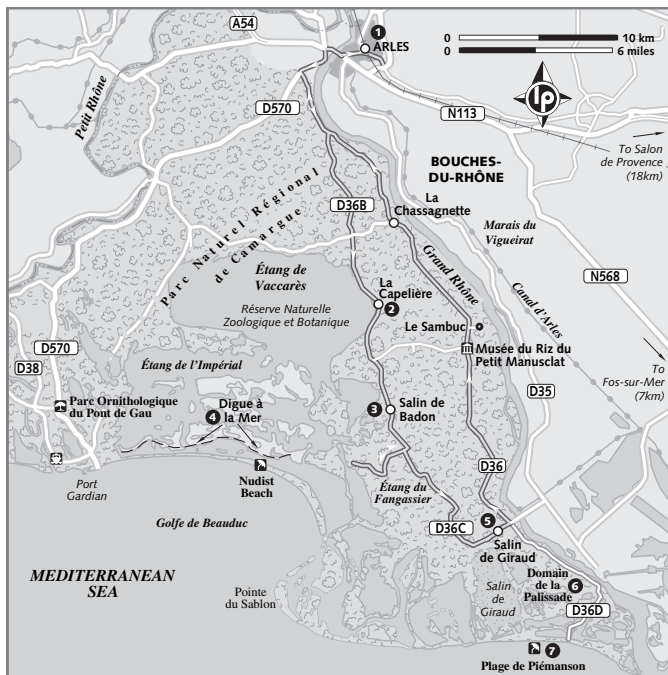 A54
1
ARLES
0 10 km
0 6 miles
lp
Petit Rhône
D570
N113
To Salon
de Provence
(18km)
BOUCHES-
DU-RHÔNE
D36B
La
Chassagnette
Marais du
Vigueirat
Parc Naturel Régional
de Camargue
Grand Rhône
Étang de
Vaccarès
La
Capelière
2
N568
Canal d'Arles
Réserve Naturelle
Zoologique et Botanique
Le Sambuc
D570
Musée du Riz du
Petit Manusclat
Étang de l'Impérial
D38
To
Fos-sur-Mer
(7km)
D35
Parc Ornithologique
du Pont de Gau
4
Digue à
la Mer
3
Salin de
Badon
Nudist
Beach
D36
Port
Gardian
Étang du
Fangassier
Golfe de Beauduc
D36C
5
Salin
de Giraud
MEDITERRANEAN
SEA
Pointe
du Sablon
Salin
de
Giraud
Domain
de la
Palissade
6
D36D
7
Plage de Piémanson